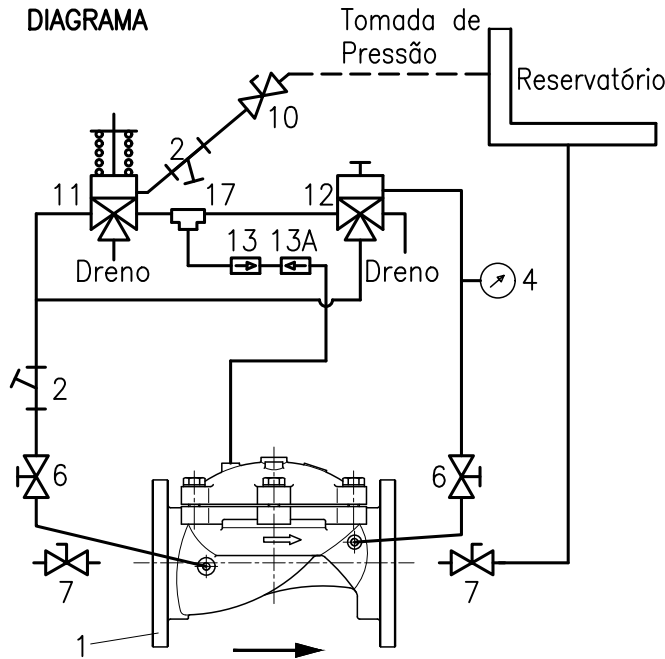 DIAGRAMA
Tomada de
Pressão
Reservatório
10
2
11
17
12
13
13A
Dreno
Dreno
4
2
6
6
7
7
1